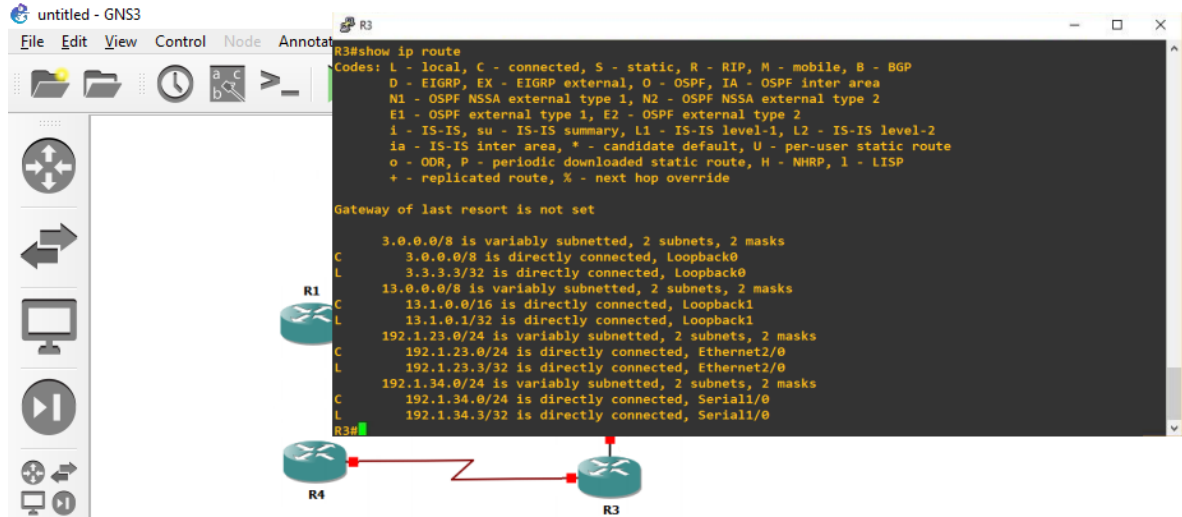 untitled - GNS3
File Edit View Control Node Annotat
R3
R3#show ip route
Codes: L - local, C - connected, S - static, R - RIP, M - mobile, B - BGP
D - EIGRP, EX - EIGRP external, O - OSPF, IA - OSPF inter area
N1 - OSPF NSSA external type 1, N2 - OSPF NSSA external type 2
E1 - OSPF external type 1, E2 - OSPF external type 2
i - IS-IS, su - IS-IS summary, L1 - IS-IS level-1, L2 - IS-IS level-2
ia - IS-IS inter area, * - candidate default, U - per-user static route
o - ODR, P - periodic downloaded static route, H - NHRP, l - LISP
+ - replicated route, % - next hop override
Gateway of last resort is not set
3.0.0.0/8 is variably subnetted, 2 subnets, 2 masks
C 3.0.0.0/8 is directly connected, Loopback0
L 3.3.3.3/32 is directly connected, Loopback0
13.0.0.0/8 is variably subnetted, 2 subnets, 2 masks
C 13.1.0.0/16 is directly connected, Loopback1
L 13.1.0.1/32 is directly connected, Loopback1
192.1.23.0/24 is variably subnetted, 2 subnets, 2 masks
C 192.1.23.0/24 is directly connected, Ethernet2/0
L 192.1.23.3/32 is directly connected, Ethernet2/0
192.1.34.0/24 is variably subnetted, 2 subnets, 2 masks
C 192.1.34.0/24 is directly connected, Serial1/0
L 192.1.34.3/32 is directly connected, Serial1/0
R3#
R1
R4
R3